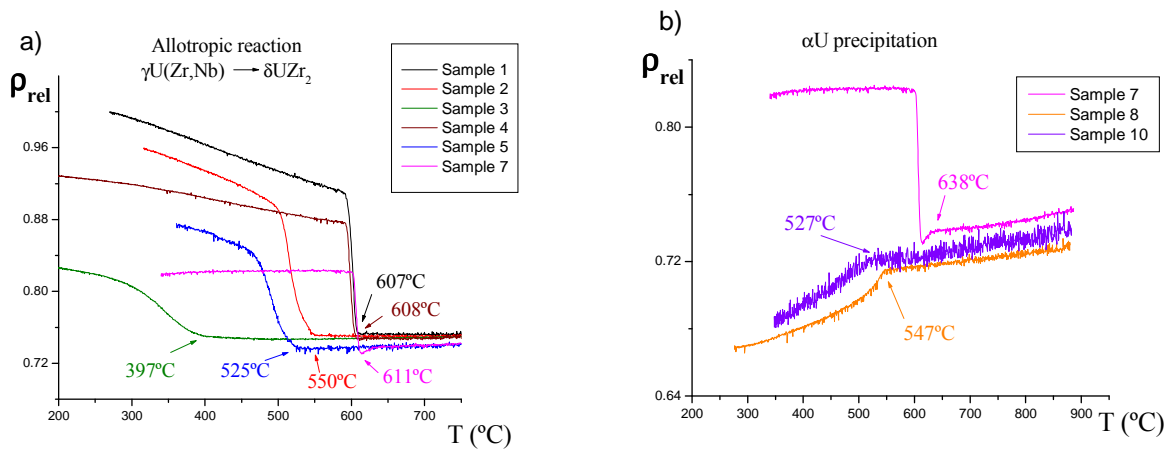 a)
Allotropic reaction
γU(Zr,Nb) → δUZr₂
ρrel
Sample 1
Sample 2
Sample 3
Sample 4
Sample 5
Sample 7
0.96
0.88
0.80
0.72
607ºC
608ºC
397ºC
525ºC
550ºC
611ºC
200 300 400 500 600 700
T (ºC)
b)
αU precipitation
ρrel
Sample 7
Sample 8
Sample 10
0.80
0.72
0.64
638ºC
527ºC
547ºC
200 300 400 500 600 700 800 900
T (ºC)